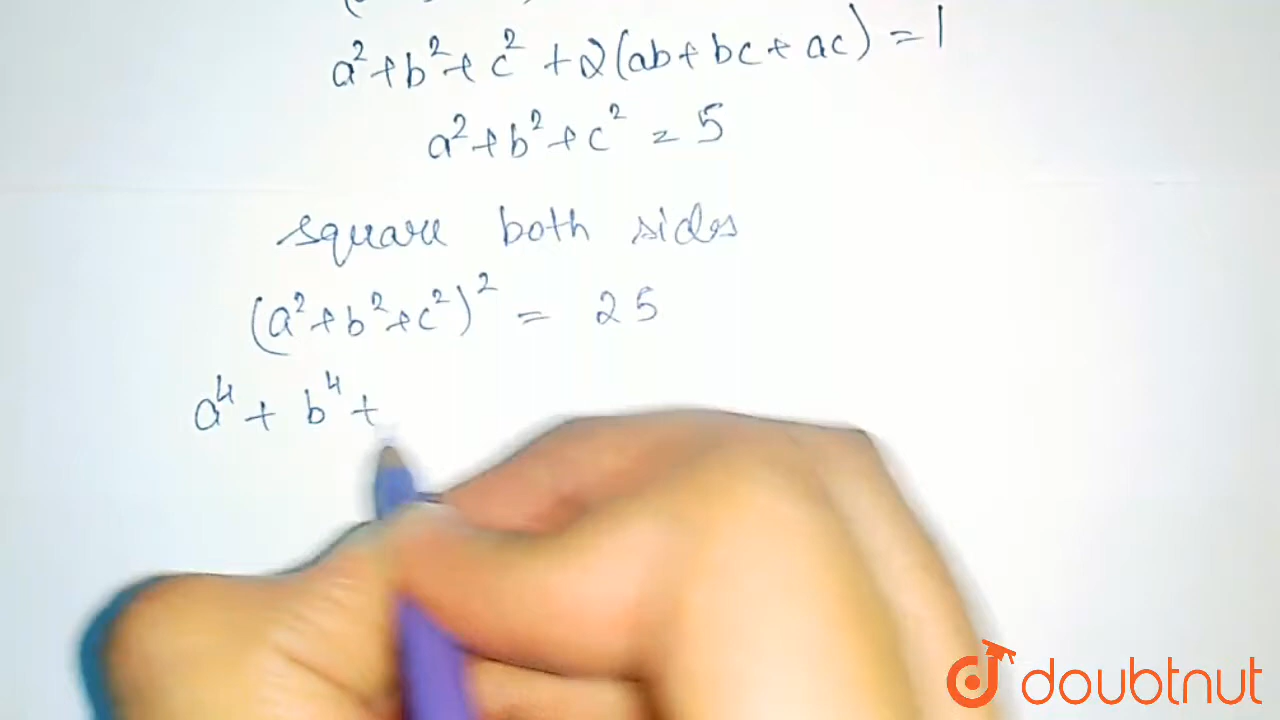 a²+b²+c²+2(ab+bc+ac)=1
a²+b²+c²=5
square both sides
(a²+b²+c²)²=25
a⁴+b⁴+
doubtnut